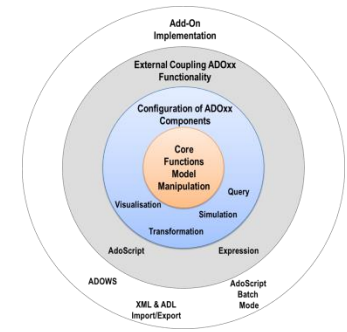 Add-On
Implementation
External Coupling ADOxx
Functionality
Configuration of ADOxx
Components
Core
Functions
Model
Manipulation
Query
Visualisation
Simulation
Transformation
AdoScript
Expression
ADOWS
AdoScript
Batch
Mode
XML & ADL
Import/Export